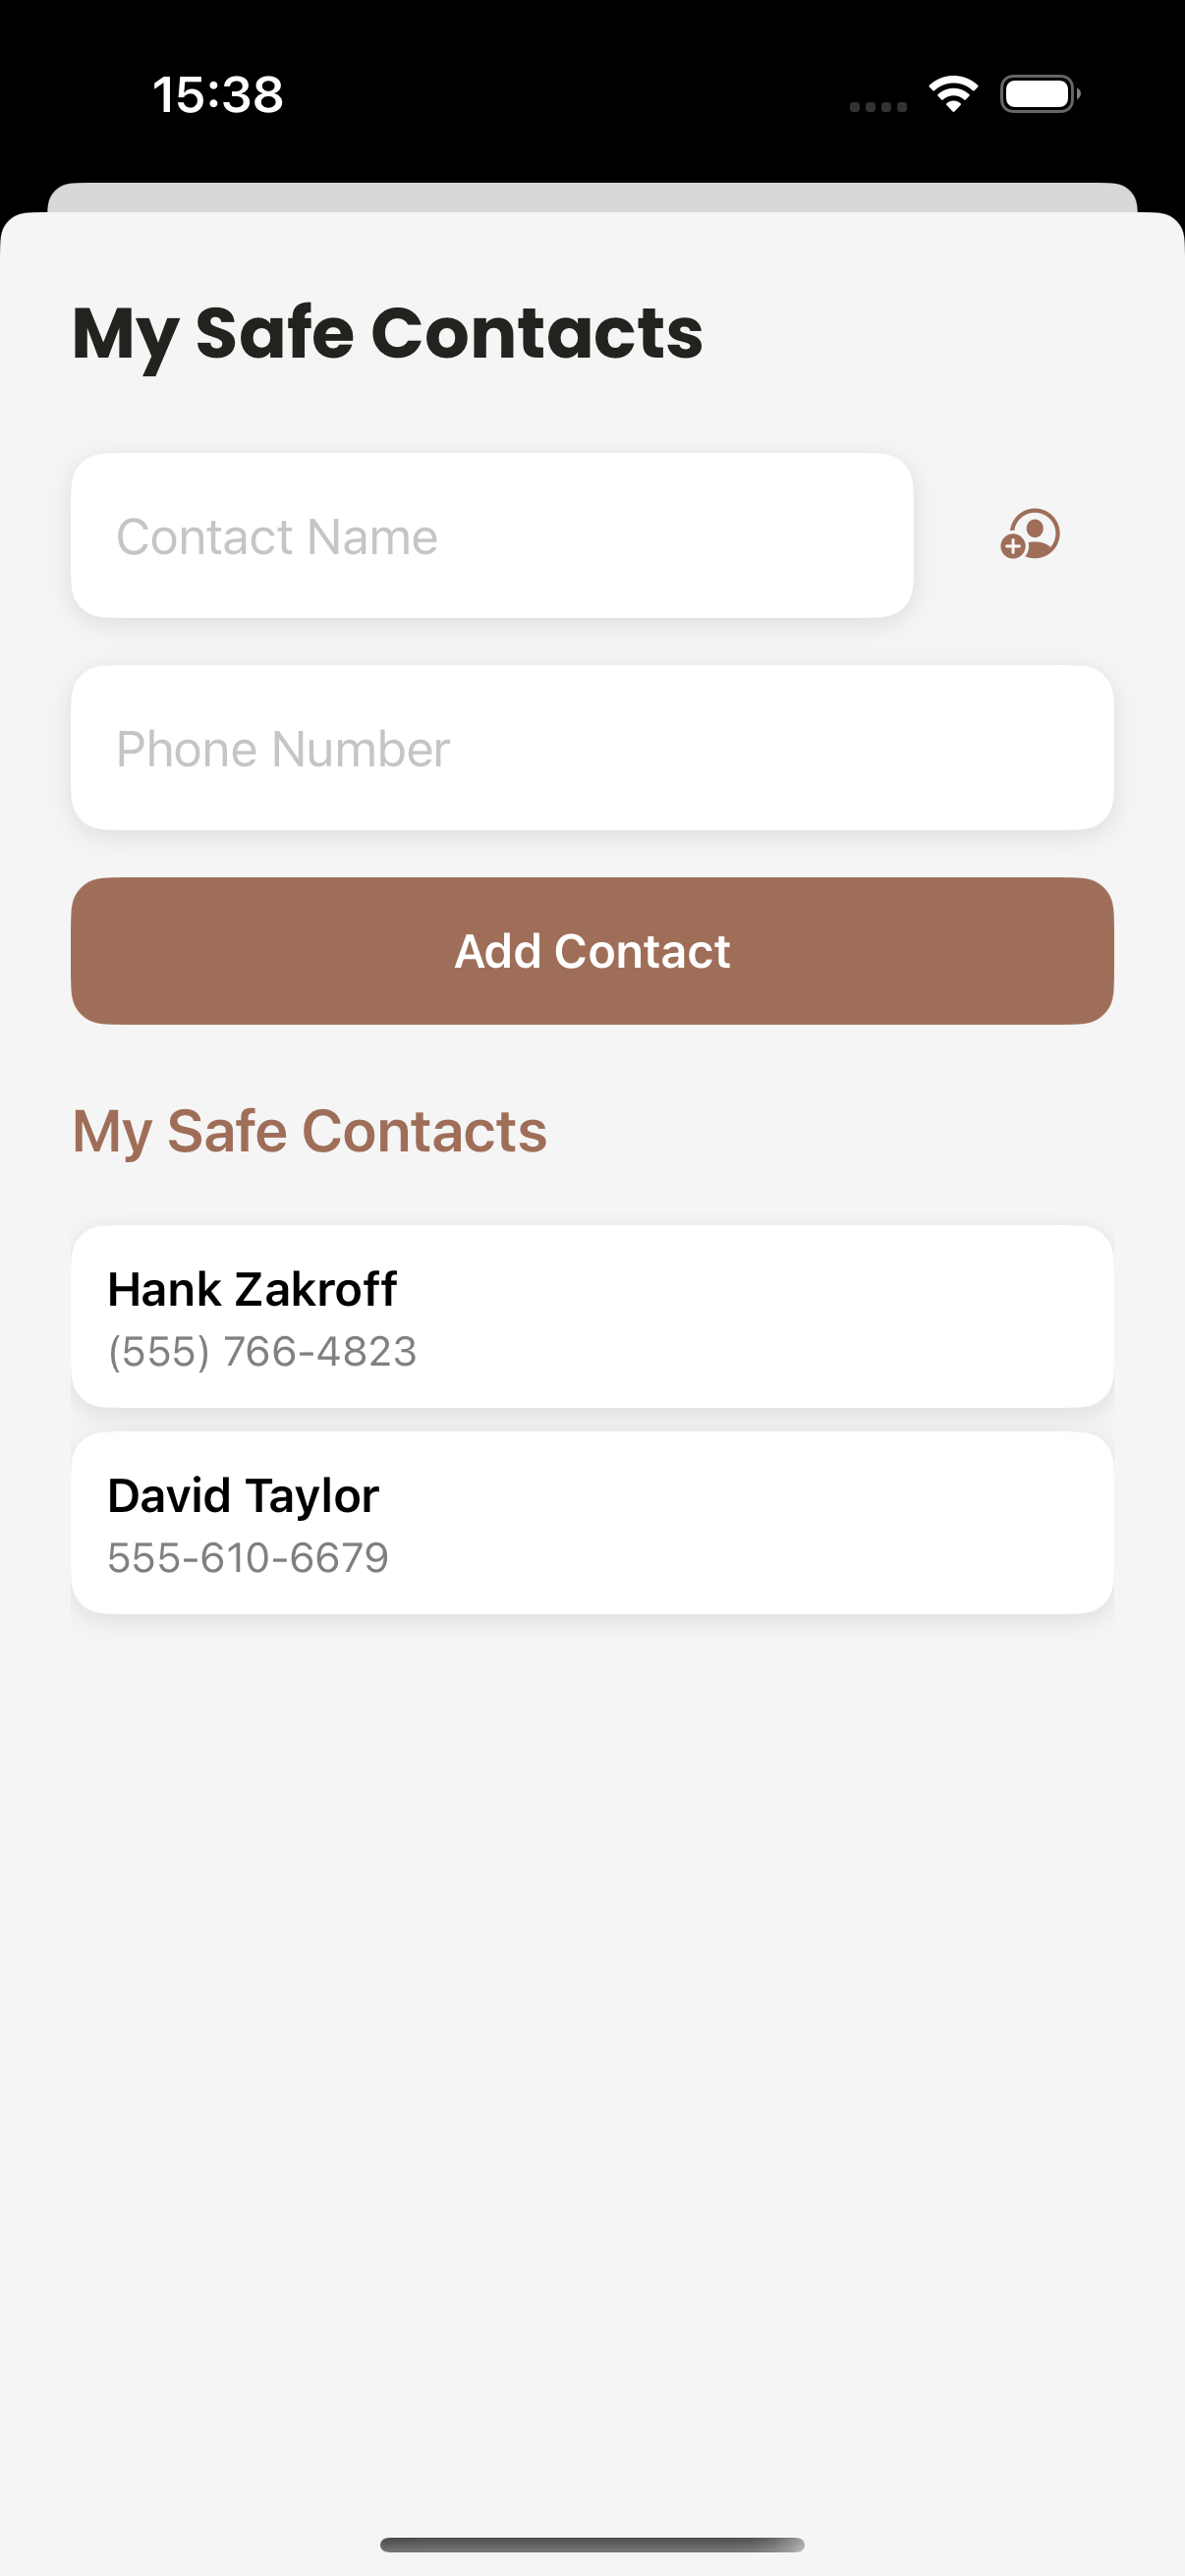 15:38
My Safe Contacts
Contact Name
Phone Number
Add Contact
My Safe Contacts
Hank Zakroff
(555) 766-4823
David Taylor
555-610-6679